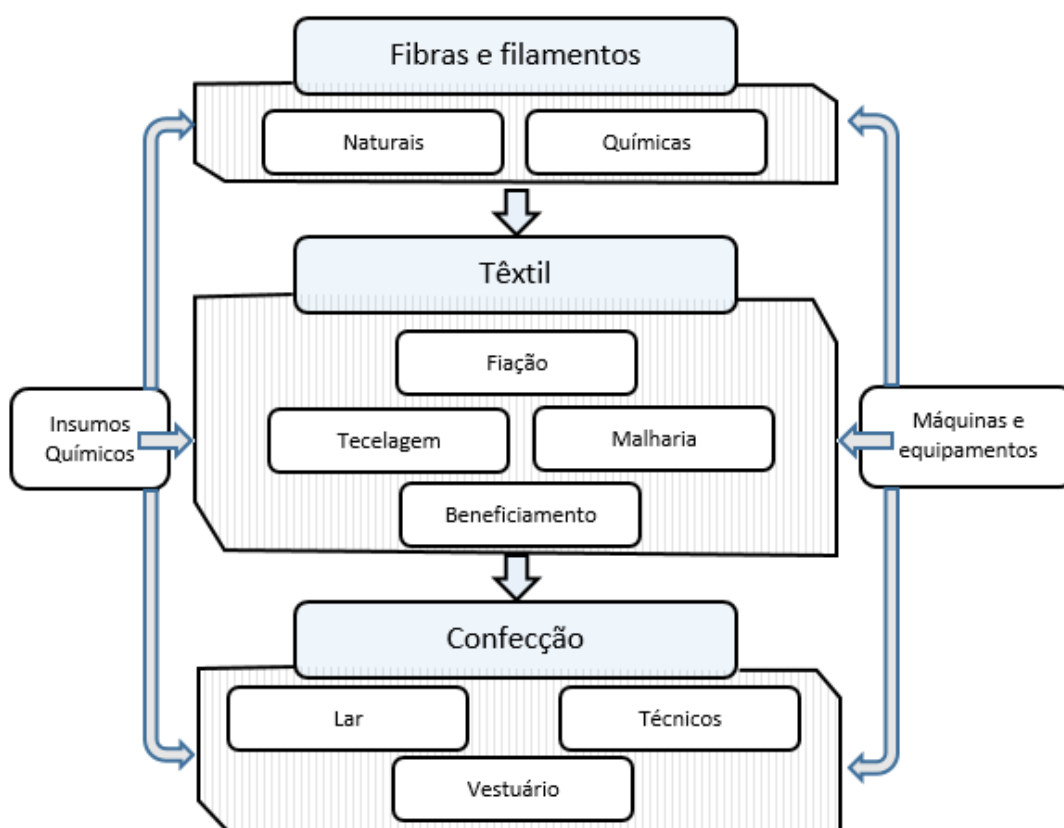 Fibras e filamentos
Naturais
Químicas
Têxtil
Fiação
Insumos
Químicos
Tecelagem
Malharia
Máquinas e
equipamentos
Beneficiamento
Confecção
Lar
Técnicos
Vestuário